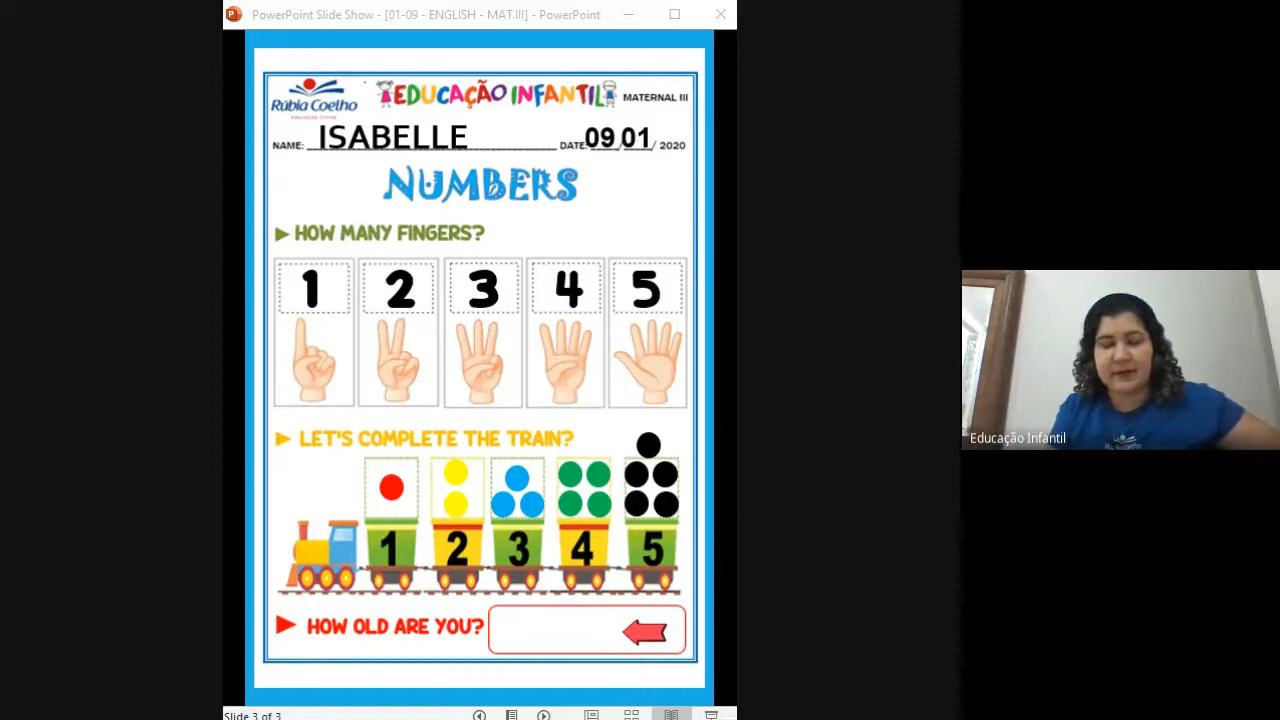 PowerPoint Slide Show - [01-09 - ENGLISH - MAT.III] - PowerPoint
Rúbia Coelho
EDUCAÇÃO INFANTIL
MATERNAL III
NAME: ISABELLE DATE: 09/01/ 2020
NUMBERS
HOW MANY FINGERS?
1 2 3 4 5
LET'S COMPLETE THE TRAIN?
1 2 3 4 5
HOW OLD ARE YOU?
Educação Infantil
Slide 3 of 3